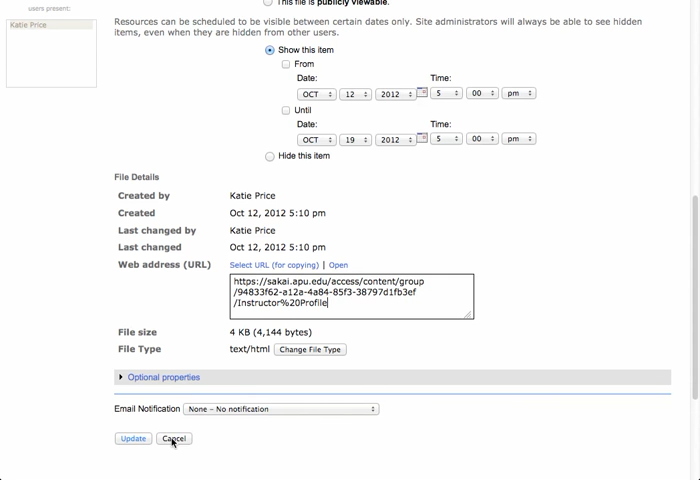 This file is publicly viewable.
users present:
Katie Price
Resources can be scheduled to be visible between certain dates only. Site administrators will always be able to see hidden
items, even when they are hidden from other users.
Show this item
From
Date: Time:
OCT 12 2012 5 00 pm
Until
Date: Time:
OCT 19 2012 5 00 pm
Hide this item
File Details
Created by Katie Price
Created Oct 12, 2012 5:10 pm
Last changed by Katie Price
Last changed Oct 12, 2012 5:10 pm
Web address (URL) Select URL (for copying) | Open
https://sakai.apu.edu/access/content/group
/94833f62-a12a-4a84-85f3-38797d1fb3ef
/Instructor%20Profile
File size 4 KB (4,144 bytes)
File Type text/html Change File Type
Optional properties
Email Notification None - No notification
Update Cancel